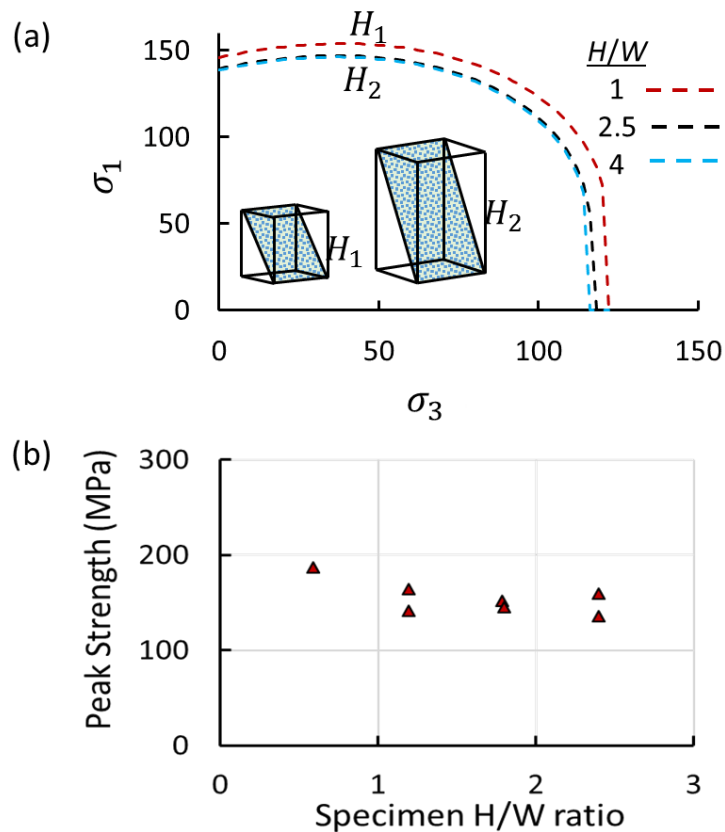 (a)
150
100
50
0
σ₁
H₁
H₂
H/W
1
2.5
4
H₁
H₂
0 50 100 150
σ₃
(b)
Peak Strength (MPa)
300
200
100
0
0 1 2 3
Specimen H/W ratio